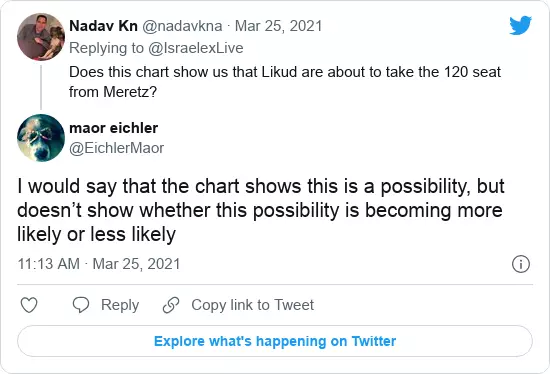 Nadav Kn @nadavkna · Mar 25, 2021
Replying to @IsraelexLive
Does this chart show us that Likud are about to take the 120 seat
from Meretz?
maor eichler
@EichlerMaor
I would say that the chart shows this is a possibility, but
doesn’t show whether this possibility is becoming more
likely or less likely
11:13 AM · Mar 25, 2021
Reply
Copy link to Tweet
Explore what's happening on Twitter